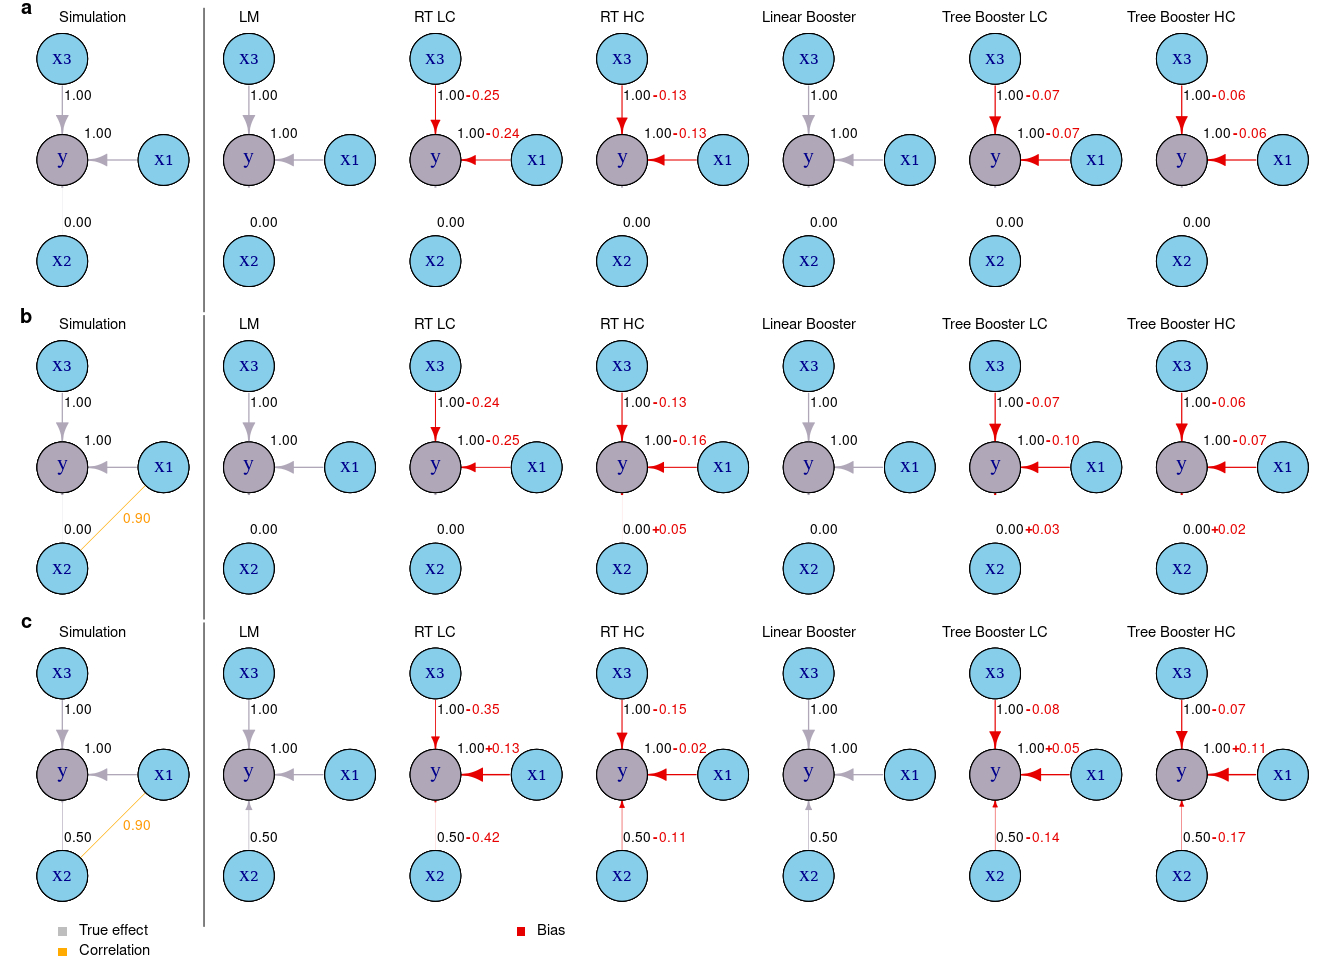 a
Simulation LM RT LC RT HC Linear Booster Tree Booster LC Tree Booster HC
x3 x3 x3 x3 x3 x3 x3
1.00 1.00 1.00-0.25 1.00-0.13 1.00 1.00-0.07 1.00-0.06
1.00 1.00 1.00-0.24 1.00-0.13 1.00 1.00-0.07 1.00-0.06
y x1 y x1 y x1 y x1 y x1 y x1 y x1
0.00 0.00 0.00 0.00 0.00 0.00 0.00
x2 x2 x2 x2 x2 x2 x2
b
Simulation LM RT LC RT HC Linear Booster Tree Booster LC Tree Booster HC
x3 x3 x3 x3 x3 x3 x3
1.00 1.00 1.00-0.24 1.00-0.13 1.00 1.00-0.07 1.00-0.06
1.00 1.00 1.00-0.25 1.00-0.16 1.00 1.00-0.10 1.00-0.07
y x1 y x1 y x1 y x1 y x1 y x1 y x1
0.90
0.00 0.00 0.00 0.00+0.05 0.00 0.00+0.03 0.00+0.02
x2 x2 x2 x2 x2 x2 x2
c
Simulation LM RT LC RT HC Linear Booster Tree Booster LC Tree Booster HC
x3 x3 x3 x3 x3 x3 x3
1.00 1.00 1.00-0.35 1.00-0.15 1.00 1.00-0.08 1.00-0.07
1.00 1.00 1.00+0.13 1.00-0.02 1.00 1.00+0.05 1.00+0.11
y x1 y x1 y x1 y x1 y x1 y x1 y x1
0.90
0.50 0.50 0.50-0.42 0.50-0.11 0.50 0.50-0.14 0.50-0.17
x2 x2 x2 x2 x2 x2 x2
True effect Bias
Correlation